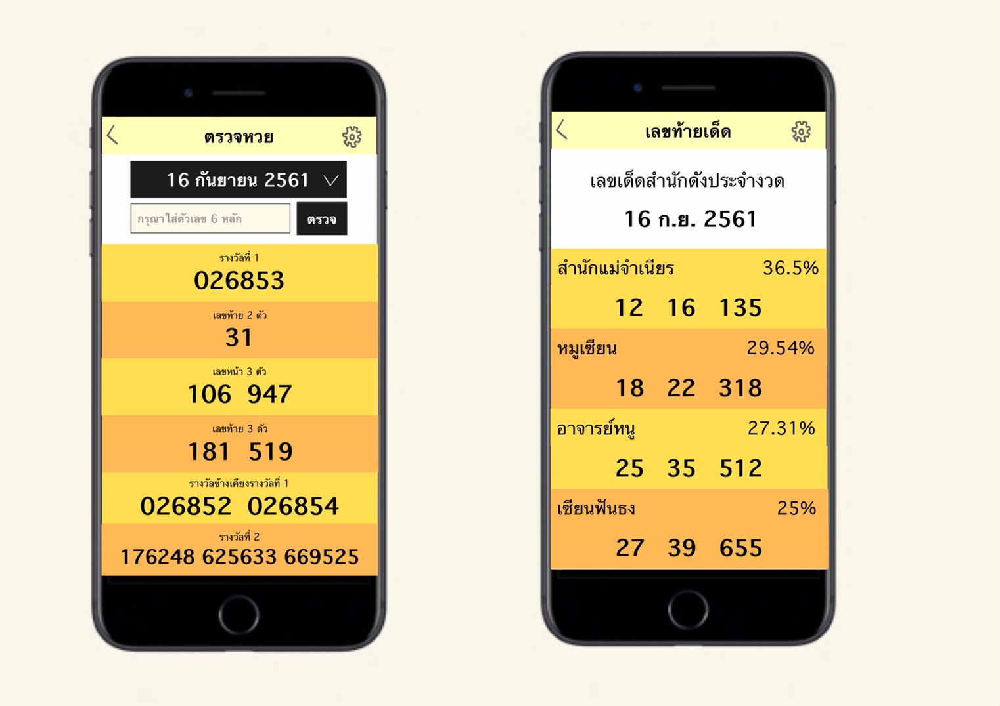 ตรวจหวย
16 กันยายน 2561
กรุณาใส่ตัวเลข 6 หลัก
ตรวจ
รางวัลที่ 1
026853
เลขท้าย 2 ตัว
31
เลขหน้า 3 ตัว
106 947
เลขท้าย 3 ตัว
181 519
รางวัลข้างเคียงรางวัลที่ 1
026852 026854
รางวัลที่ 2
176248 625633 669525
เลขท้ายเด็ด
เลขเด็ดสำนักดังประจำงวด
16 ก.ย. 2561
สำนักแม่จำเนียร 36.5%
12 16 135
หมูเซียน 29.54%
18 22 318
อาจารย์หนู 27.31%
25 35 512
เซียนฟันธง 25%
27 39 655